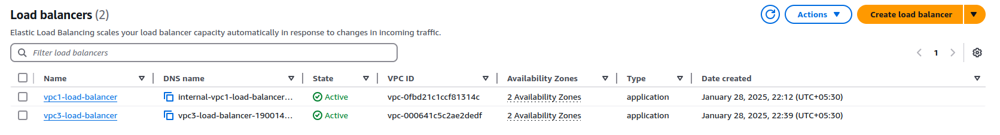 Load balancers (2)
Actions
Create load balancer
Elastic Load Balancing scales your load balancer capacity automatically in response to changes in incoming traffic.
Filter load balancers
1
Name DNS name State VPC ID Availability Zones Type Date created
vpc1-load-balancer internal-vpc1-load-balancer... Active vpc-0fbd21c1ccf81314c 2 Availability Zones application January 28, 2025, 22:12 (UTC+05:30)
vpc3-load-balancer vpc3-load-balancer-190014... Active vpc-000641c5c2ae2dedf 2 Availability Zones application January 28, 2025, 22:39 (UTC+05:30)